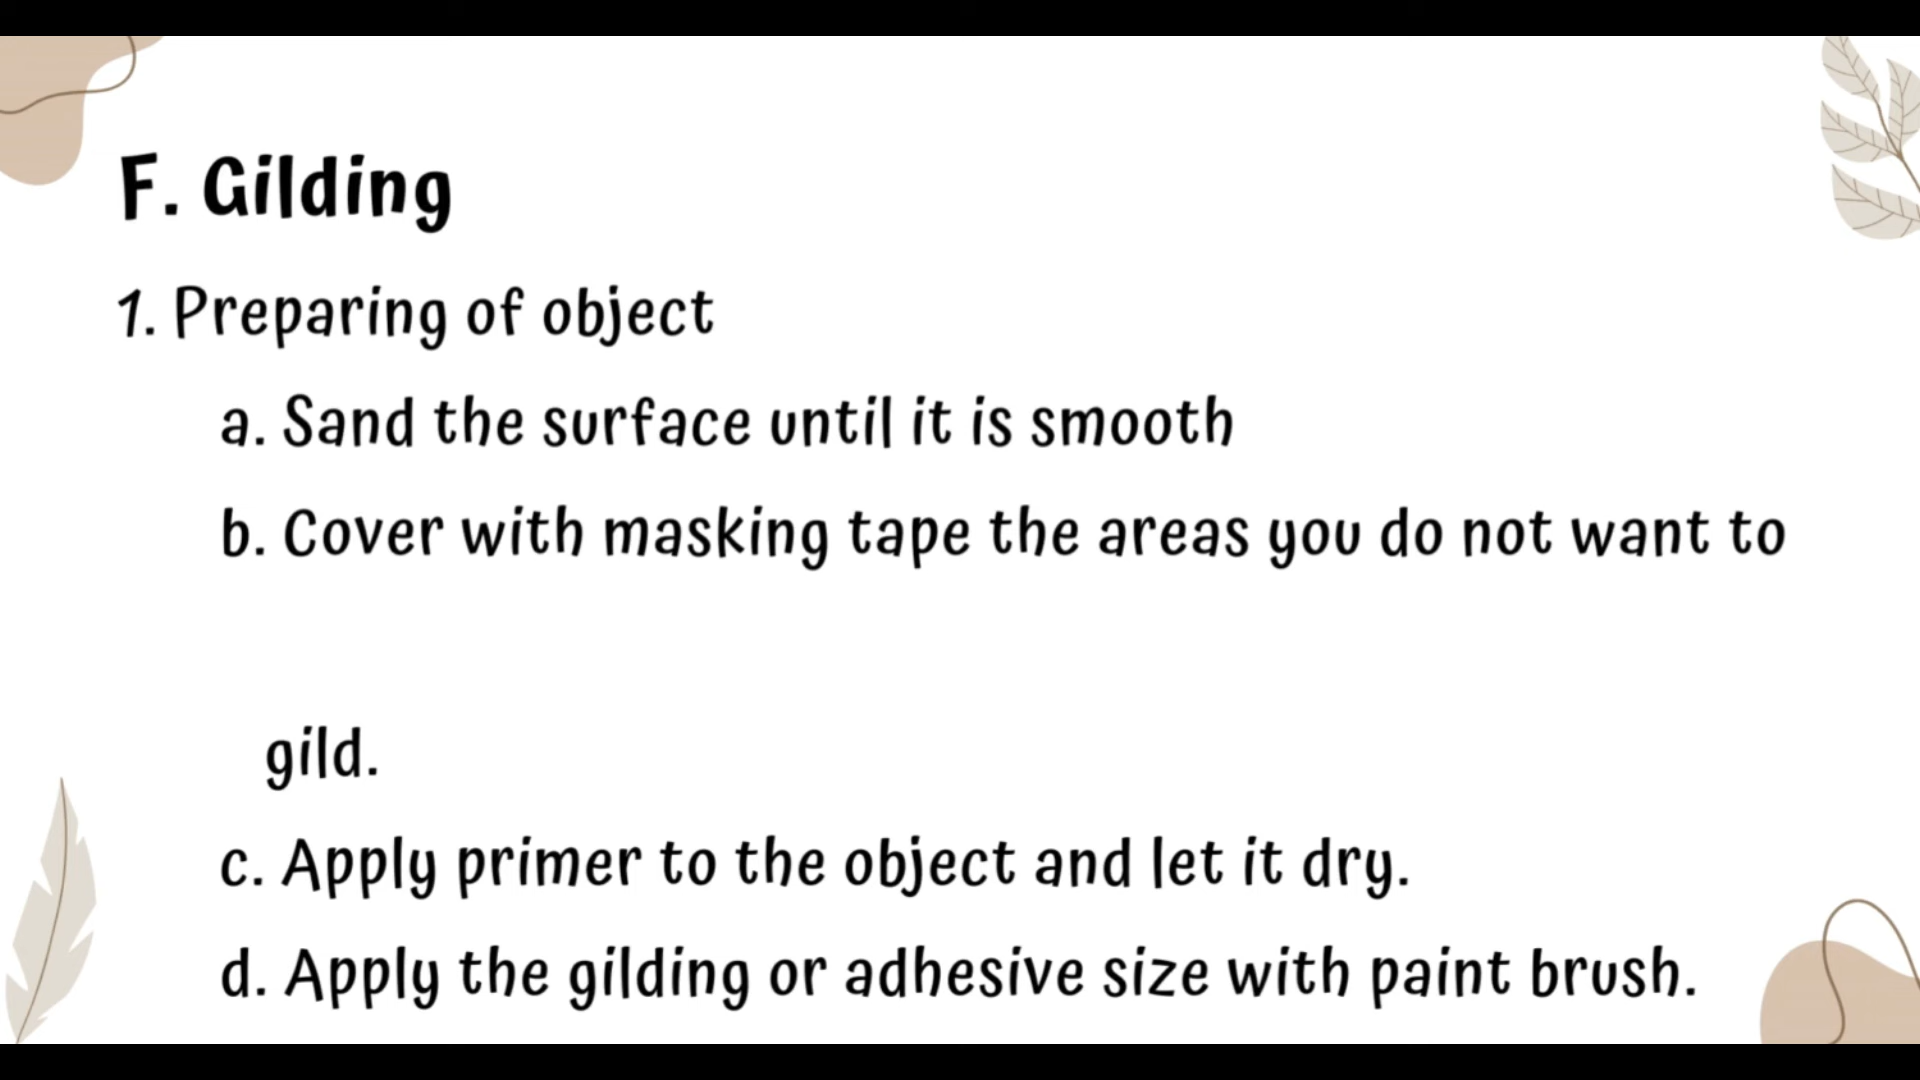 F. Gilding
1. Preparing of object
a. Sand the surface until it is smooth
b. Cover with masking tape the areas you do not want to
gild.
c. Apply primer to the object and let it dry.
d. Apply the gilding or adhesive size with paint brush.